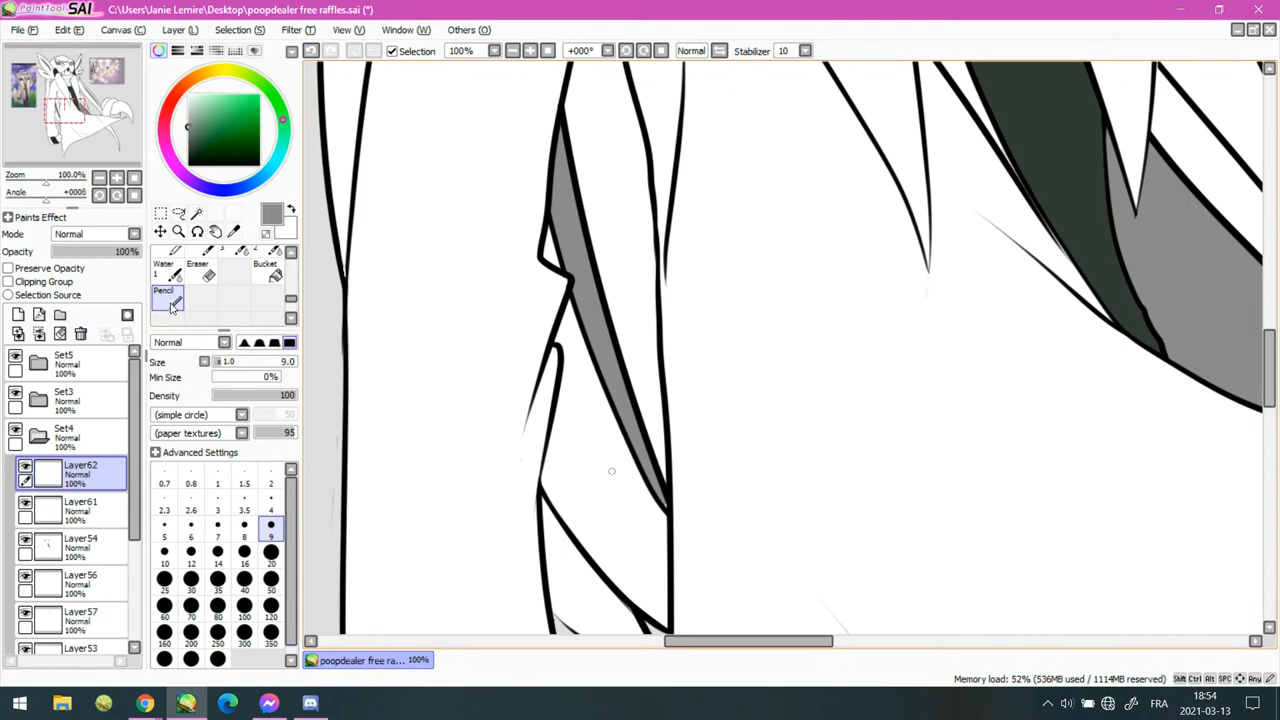 PaintTool SAI C:\Users\Janie Lemire\Desktop\poopdealer free raffles.sai (*)
File (F) Edit (E) Canvas (C) Layer (L) Selection (S) Filter (T) View (V) Window (W) Others (O)
Selection 100% +000° Normal Stabilizer 10
Zoom 100.0%
Angle +0008
Paints Effect
Mode Normal
Opacity 100%
Preserve Opacity
Clipping Group
Selection Source
Set5
Normal
100%
Set3
Normal
100%
Set4
Normal
100%
Layer62
Normal
100%
Layer61
Normal
100%
Layer54
Normal
100%
Layer56
Normal
100%
Layer57
Normal
100%
Layer53
Normal
3 2
Water Eraser Bucket
1
Pencil
Normal
Size x 1.0 9.0
Min Size 0%
Density 100
(simple circle) 50
(paper textures) 95
Advanced Settings
0.7 0.8 1 1.5 2
2.3 2.6 3 3.5 4
5 6 7 8 9
10 12 14 16 20
25 30 35 40 50
60 70 80 100 120
160 200 250 300 350
poopdealer free ra... 100%
Memory load: 52% (536MB used / 1114MB reserved) Shift Ctrl Alt SPC Any
FRA 18:54
2021-03-13